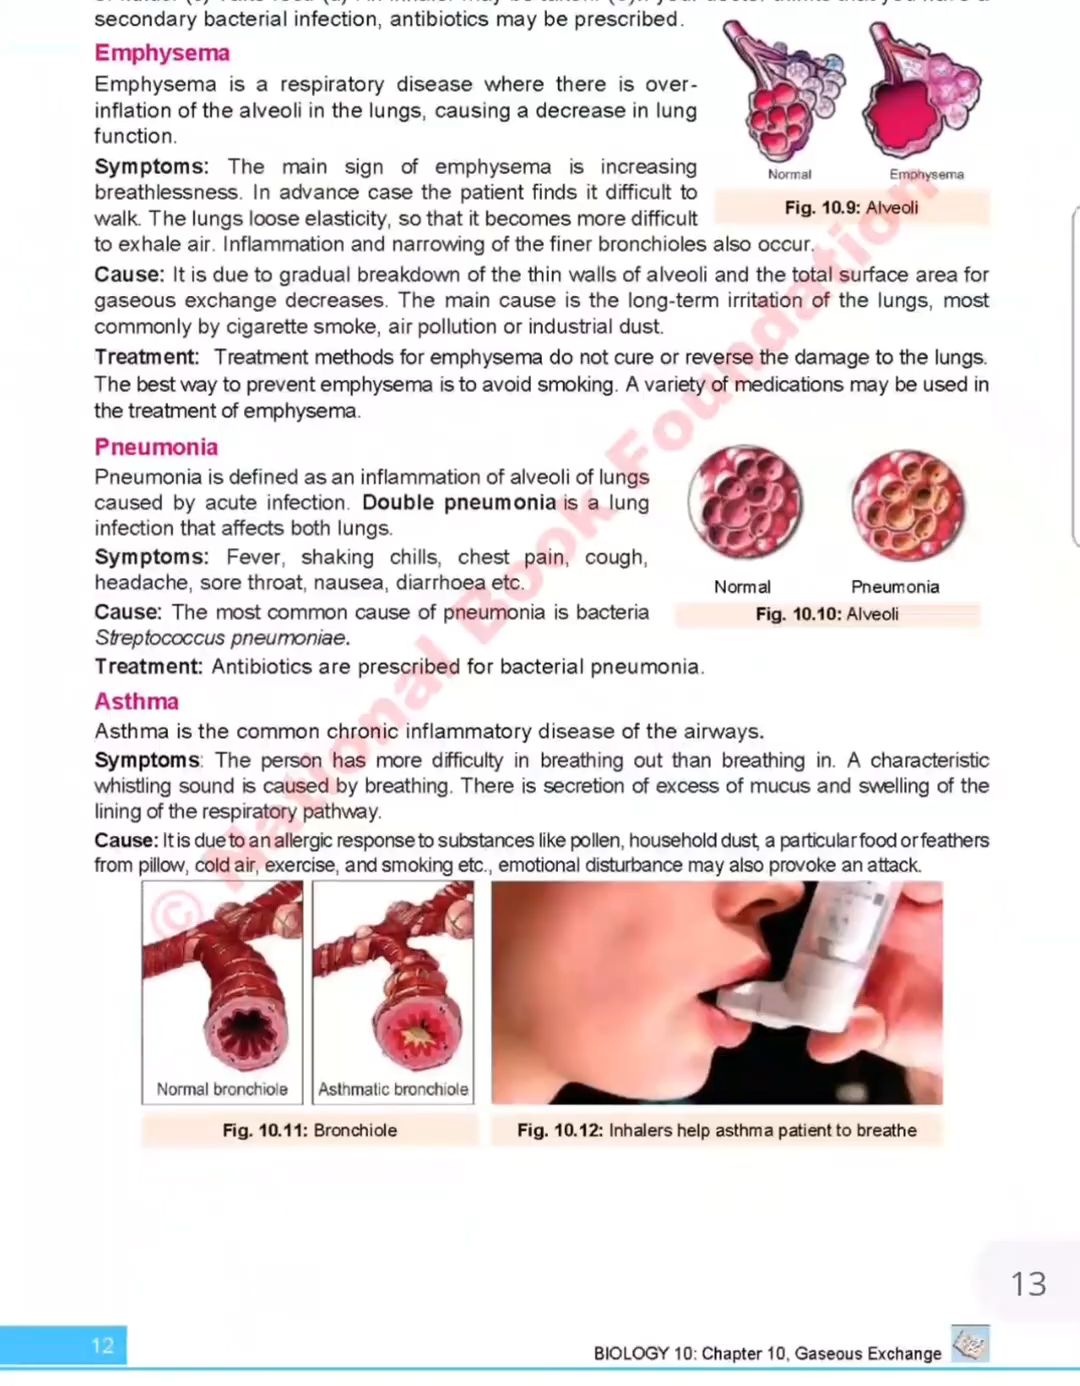 secondary bacterial infection, antibiotics may be prescribed.
Emphysema
Emphysema is a respiratory disease where there is over-
inflation of the alveoli in the lungs, causing a decrease in lung
function.
Symptoms: The main sign of emphysema is increasing
breathlessness. In advance case the patient finds it difficult to
walk. The lungs loose elasticity, so that it becomes more difficult
to exhale air. Inflammation and narrowing of the finer bronchioles also occur.
Normal
Emphysema
Fig. 10.9: Alveoli
Cause: It is due to gradual breakdown of the thin walls of alveoli and the total surface area for
gaseous exchange decreases. The main cause is the long-term irritation of the lungs, most
commonly by cigarette smoke, air pollution or industrial dust.
Treatment: Treatment methods for emphysema do not cure or reverse the damage to the lungs.
The best way to prevent emphysema is to avoid smoking. A variety of medications may be used in
the treatment of emphysema.
Pneumonia
Pneumonia is defined as an inflammation of alveoli of lungs
caused by acute infection. Double pneumonia is a lung
infection that affects both lungs.
Symptoms: Fever, shaking chills, chest pain, cough,
headache, sore throat, nausea, diarrhoea etc.
Cause: The most common cause of pneumonia is bacteria
Streptococcus pneumoniae.
Normal
Pneumonia
Fig. 10.10: Alveoli
Treatment: Antibiotics are prescribed for bacterial pneumonia.
Asthma
Asthma is the common chronic inflammatory disease of the airways.
Symptoms: The person has more difficulty in breathing out than breathing in. A characteristic
whistling sound is caused by breathing. There is secretion of excess of mucus and swelling of the
lining of the respiratory pathway.
Cause: It is due to an allergic response to substances like pollen, household dust, a particular food or feathers
from pillow, cold air, exercise, and smoking etc., emotional disturbance may also provoke an attack.
Normal bronchiole
Asthmatic bronchiole
Fig. 10.11: Bronchiole
Fig. 10.12: Inhalers help asthma patient to breathe
© National Book Foundation
13
12
BIOLOGY 10: Chapter 10, Gaseous Exchange